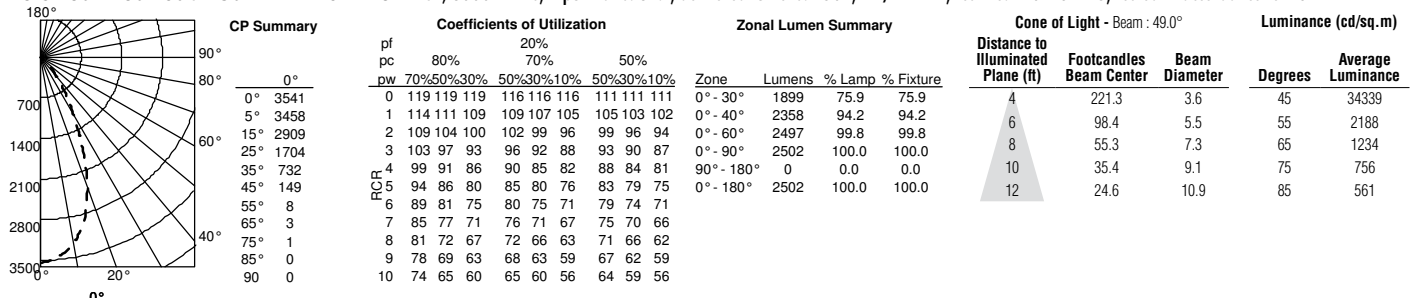 180°
90°
80°
60°
40°
20°
0°
700
1400
2100
2800
3500
0°
CP Summary
0°
0° 3541
5° 3458
15° 2909
25° 1704
35° 732
45° 149
55° 8
65° 3
75° 1
85° 0
90 0
Coefficients of Utilization
pf 20%
pc 80% 70% 50%
pw 70%50%30% 50%30%10% 50%30%10%
RCR
0 119 119 119 116 116 116 111 111 111
1 114 111 109 109 107 105 105 103 102
2 109 104 100 102 99 96 99 96 94
3 103 97 93 96 92 88 93 90 87
4 99 91 86 90 85 82 88 84 81
5 94 86 80 85 80 76 83 79 75
6 89 81 75 80 75 71 79 74 71
7 85 77 71 76 71 67 75 70 66
8 81 72 67 72 66 63 71 66 62
9 78 69 63 68 63 59 67 62 59
10 74 65 60 65 60 56 64 59 56
Zonal Lumen Summary
Zone Lumens % Lamp % Fixture
0° - 30° 1899 75.9 75.9
0° - 40° 2358 94.2 94.2
0° - 60° 2497 99.8 99.8
0° - 90° 2502 100.0 100.0
90° - 180° 0 0.0 0.0
0° - 180° 2502 100.0 100.0
Cone of Light - Beam : 49.0°
Distance to Illuminated Plane (ft) Footcandles Beam Center Beam Diameter
4 221.3 3.6
6 98.4 5.5
8 55.3 7.3
10 35.4 9.1
12 24.6 10.9
Luminance (cd/sq.m)
Degrees Average Luminance
45 34339
55 2188
65 1234
75 756
85 561